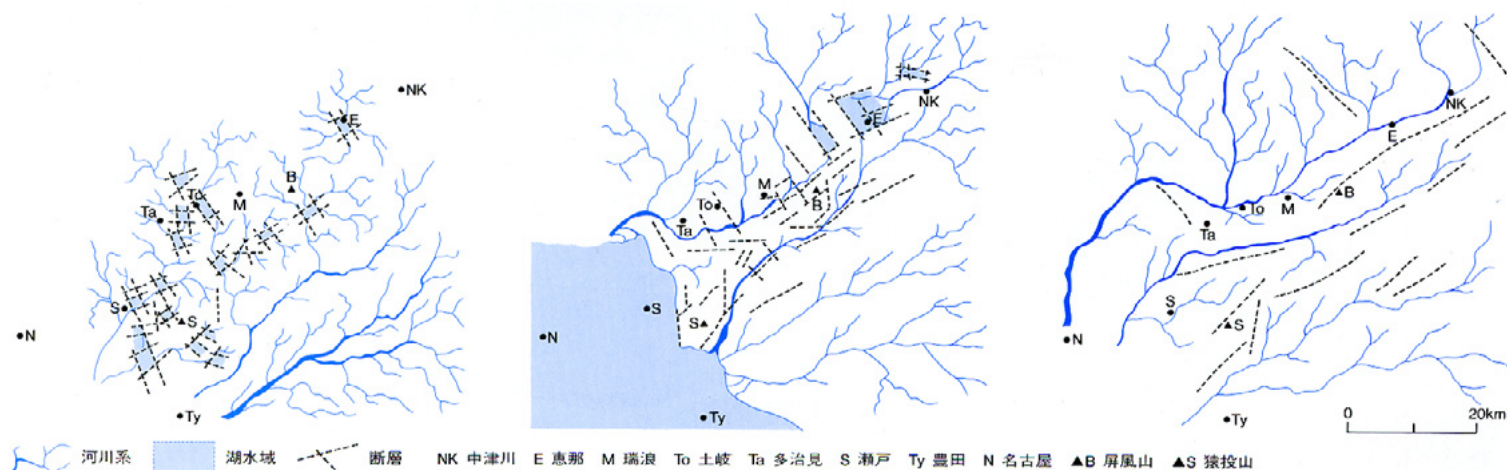 NK
E
B
To
M
Ta
S
S
N
Ty
NK
E
M
B
To
Ta
S
S
N
Ty
NK
E
B
To
M
Ta
S
S
N
Ty
0 20km
河川系 湖水域 断層 NK 中津川 E 恵那 M 瑞浪 To 土岐 Ta 多治見 S 瀬戸 Ty 豊田 N 名古屋 ▲B 屏風山 ▲S 猿投山